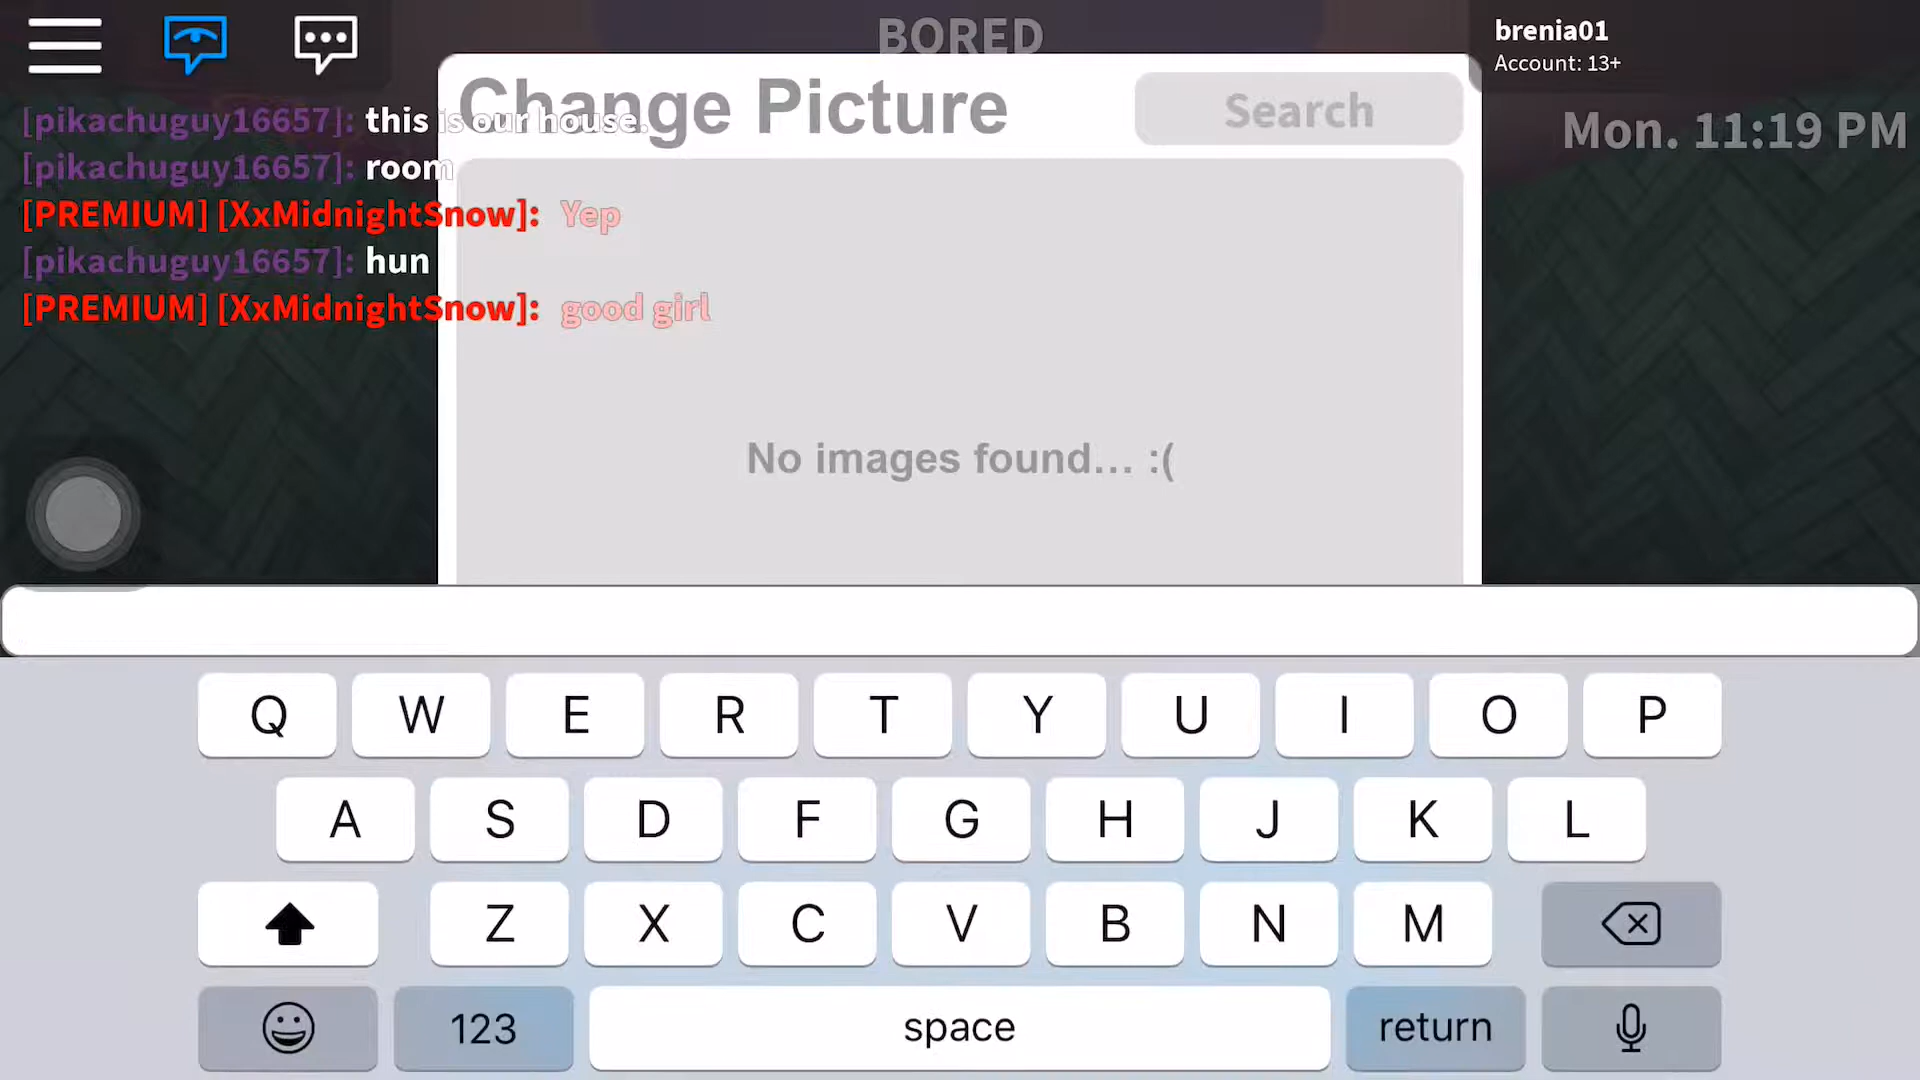 BORED
brenia01
Account: 13+
Change Picture
Search
Mon. 11:19 PM
[pikachuguy16657]: this is our house.
[pikachuguy16657]: room
[PREMIUM] [XxMidnightSnow]: Yep
[pikachuguy16657]: hun
[PREMIUM] [XxMidnightSnow]: good girl
No images found... :(
Q W E R T Y U I O P
A S D F G H J K L
Z X C V B N M
123 space return